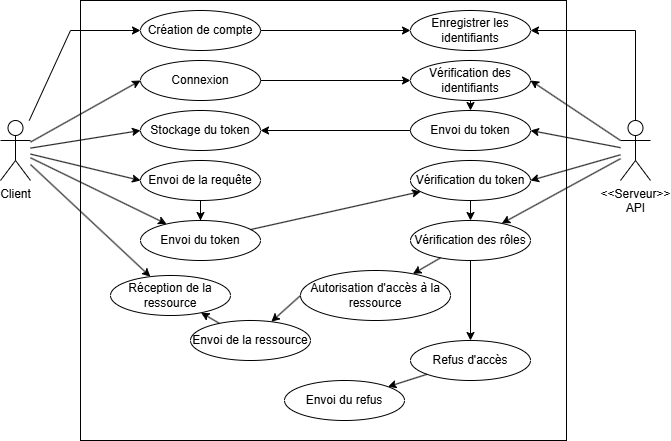 Création de compte
Enregistrer les
identifiants
Connexion
Vérification des
identifiants
Stockage du token
Envoi du token
Client
Envoi de la requête
Vérification du token
<<Serveur>>
API
Envoi du token
Vérification des rôles
Réception de la
ressource
Autorisation d'accès à la
ressource
Envoi de la ressource
Refus d'accès
Envoi du refus